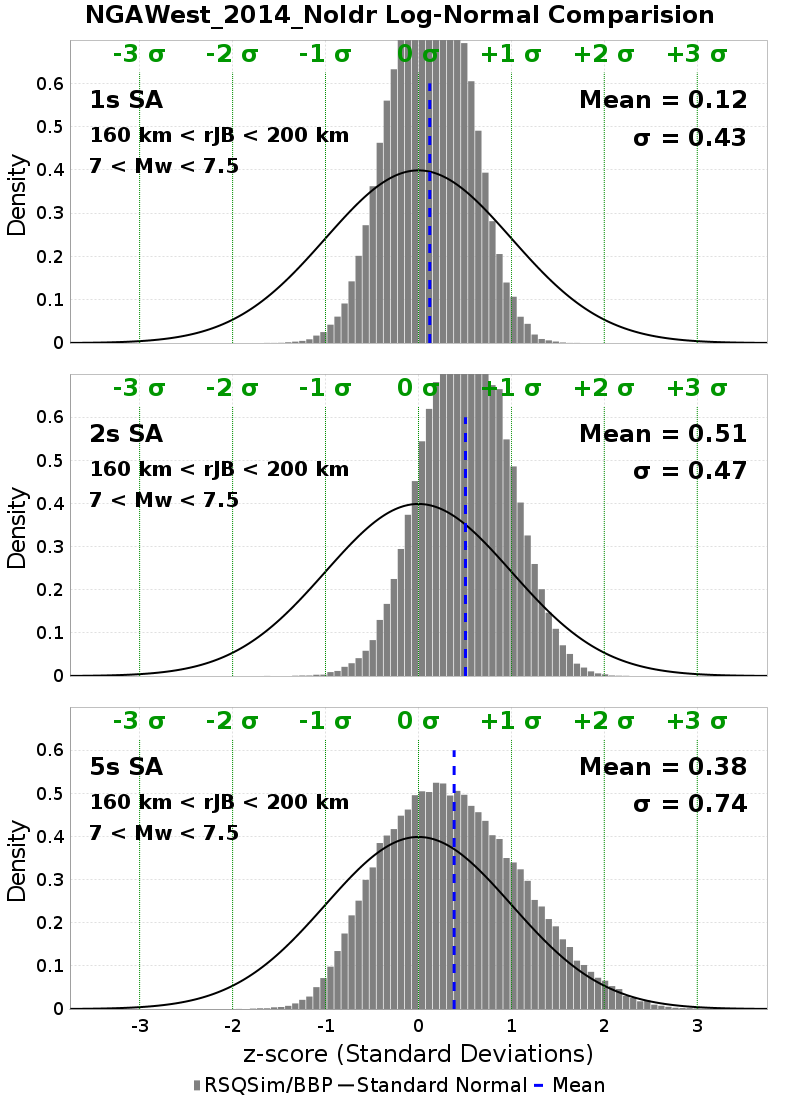 NGAWest_2014_NoIdr Log-Normal Comparision
-3 σ -2 σ -1 σ 0 σ +1 σ +2 σ +3 σ
1s SA
Mean = 0.12
160 km < rJB < 200 km
σ = 0.43
7 < Mw < 7.5
0.6
0.5
0.4
0.3
0.2
0.1
0
Density
-3 σ -2 σ -1 σ 0 σ +1 σ +2 σ +3 σ
2s SA
Mean = 0.51
160 km < rJB < 200 km
σ = 0.47
7 < Mw < 7.5
0.6
0.5
0.4
0.3
0.2
0.1
0
Density
-3 σ -2 σ -1 σ 0 σ +1 σ +2 σ +3 σ
5s SA
Mean = 0.38
160 km < rJB < 200 km
σ = 0.74
7 < Mw < 7.5
0.6
0.5
0.4
0.3
0.2
0.1
0
Density
-3 -2 -1 0 1 2 3
z-score (Standard Deviations)
RSQSim/BBP Standard Normal Mean